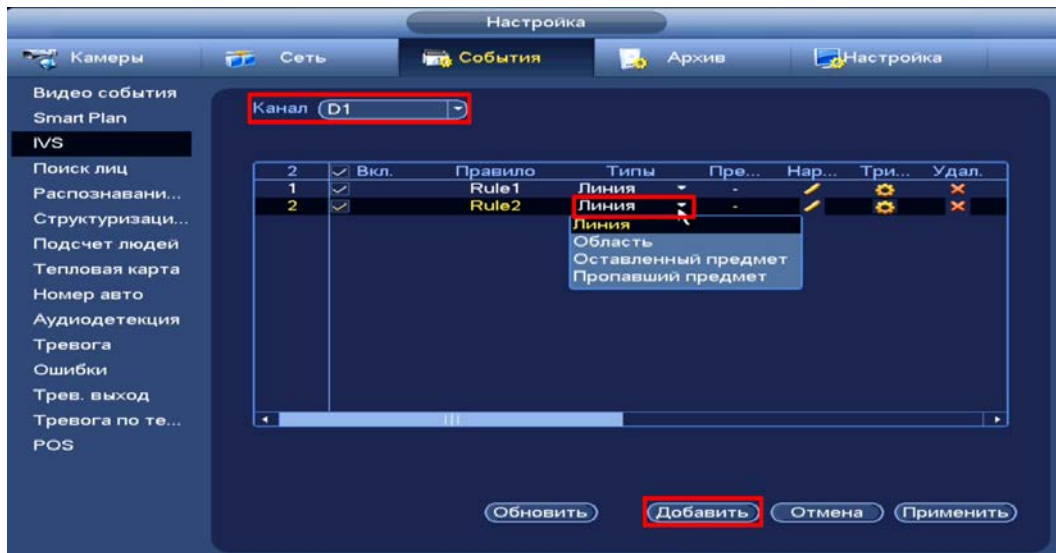 Настройка
Камеры Сеть События Архив Настройка
Видео события
Smart Plan
IVS
Поиск лиц
Распознавани...
Структуризаци...
Подсчет людей
Тепловая карта
Номер авто
Аудиодетекция
Тревога
Ошибки
Трев. выход
Тревога по те...
POS
Канал D1
2 Вкл. Правило Типы Пре... Нар... Три... Удал.
1 Rule1 Линия -
2 Rule2 Линия -
Линия
Область
Оставленный предмет
Пропавший предмет
Обновить Добавить Отмена Применить